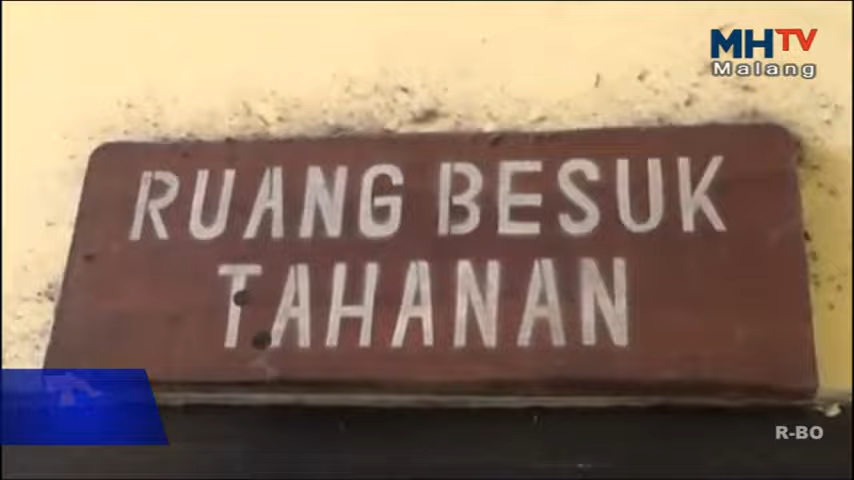 MHTV
Malang
RUANG BESUK
TAHANAN
R-BO